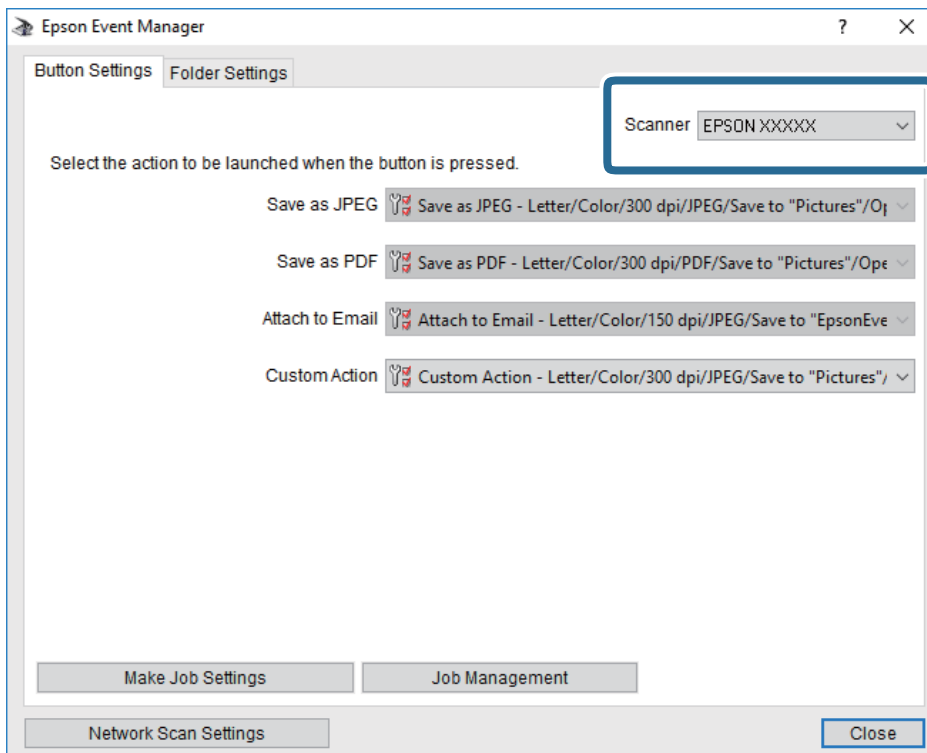 Epson Event Manager
Button Settings Folder Settings
Scanner EPSON XXXXX
Select the action to be launched when the button is pressed.
Save as JPEG Save as JPEG - Letter/Color/300 dpi/JPEG/Save to "Pictures"/Op
Save as PDF Save as PDF - Letter/Color/300 dpi/PDF/Save to "Pictures"/Ope
Attach to Email Attach to Email - Letter/Color/150 dpi/JPEG/Save to "EpsonEve
Custom Action Custom Action - Letter/Color/300 dpi/JPEG/Save to "Pictures"/
Make Job Settings Job Management
Network Scan Settings Close